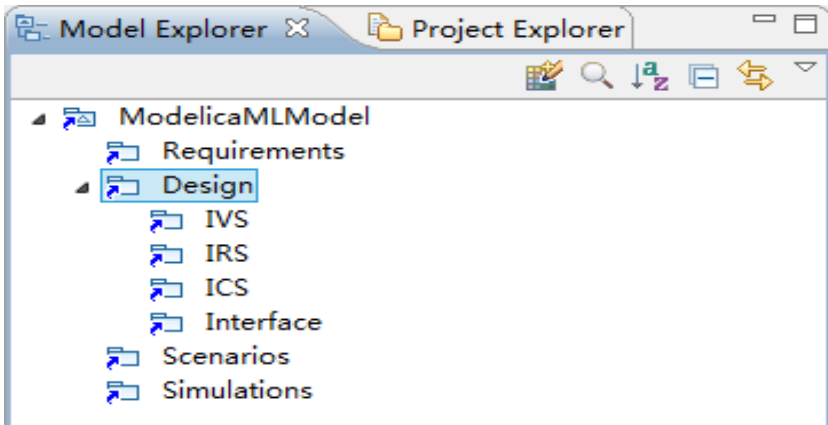 Model Explorer Project Explorer
ModelicaMLModel
Requirements
Design
IVS
IRS
ICS
Interface
Scenarios
Simulations